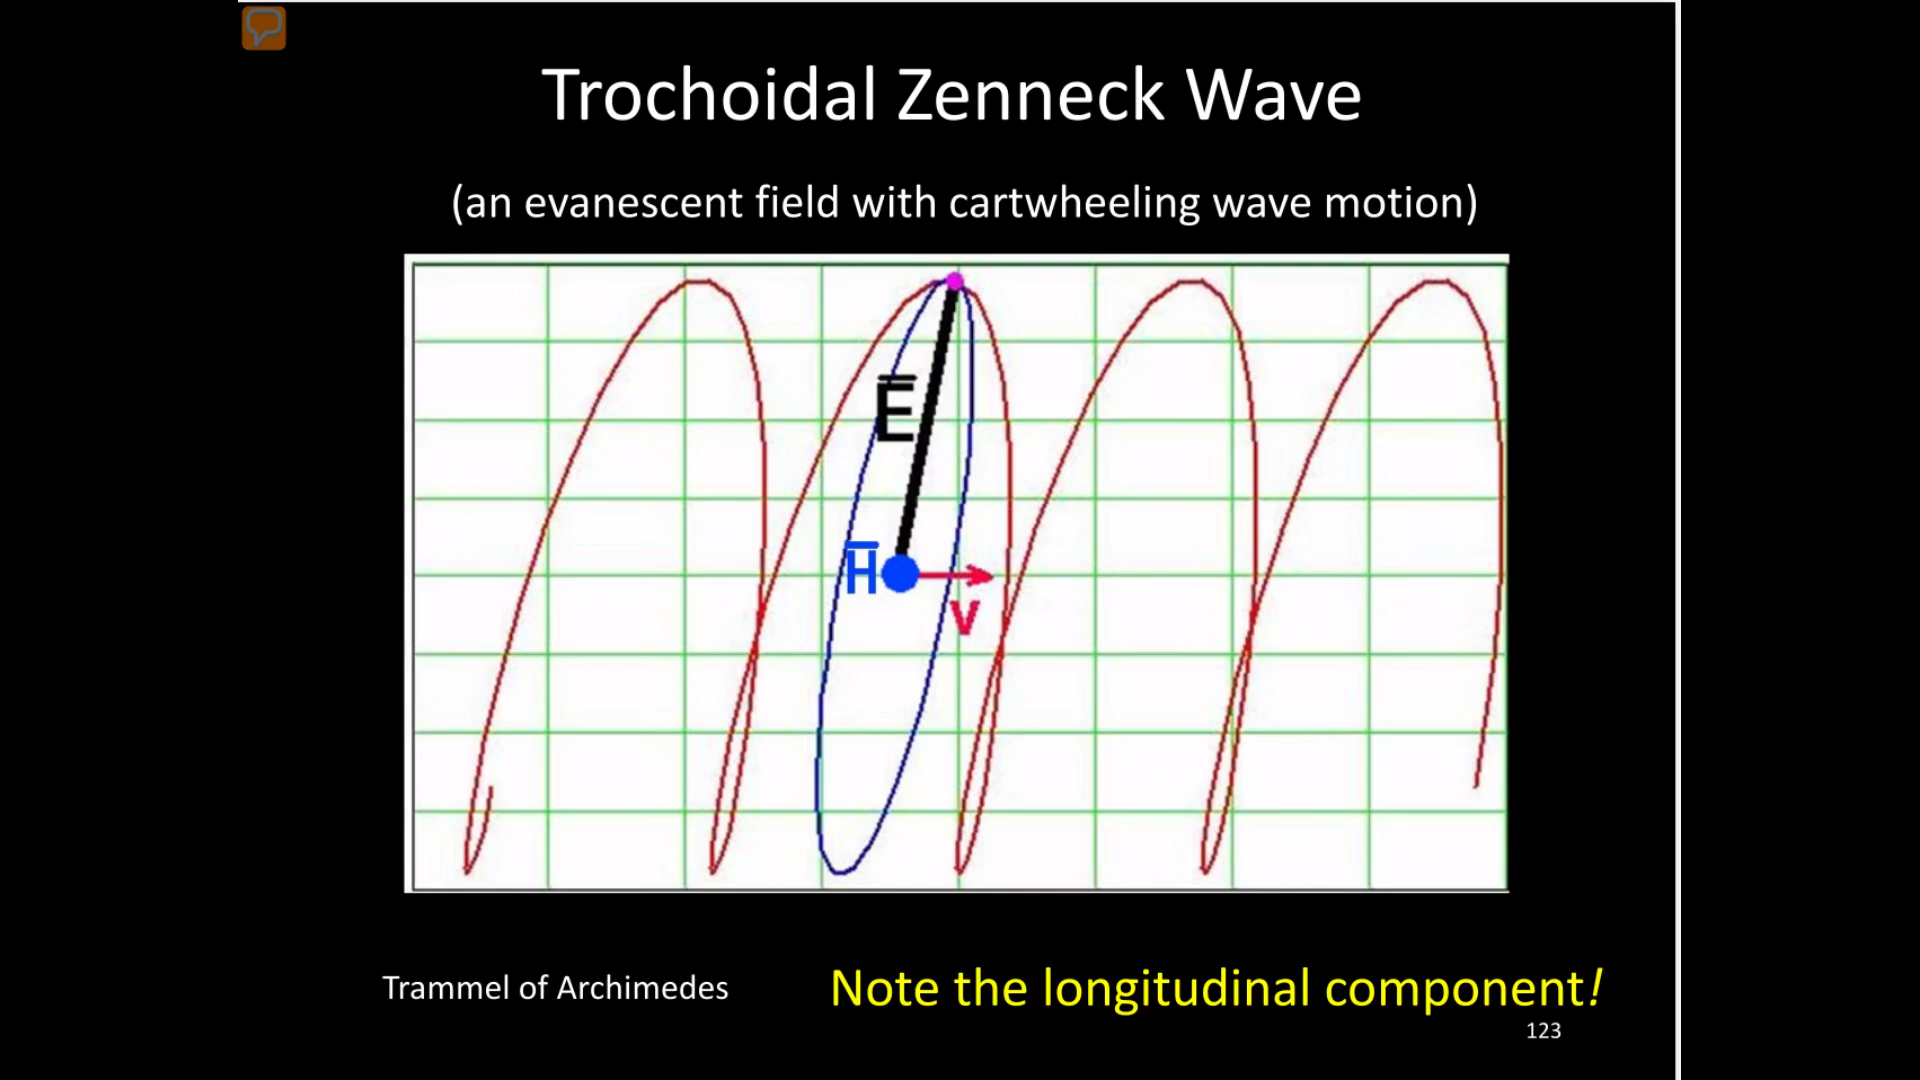 Trochoidal Zenneck Wave
(an evanescent field with cartwheeling wave motion)
E̅
H̅
v
Trammel of Archimedes
Note the longitudinal component!
123